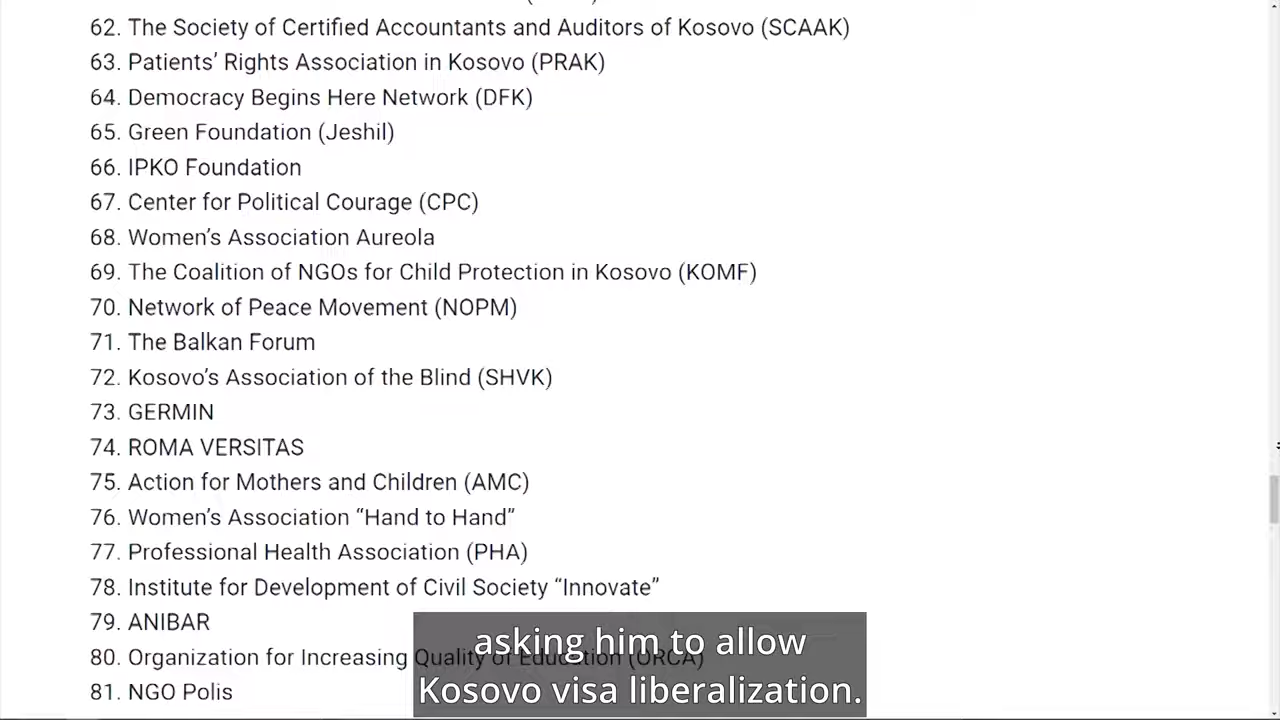 62. The Society of Certified Accountants and Auditors of Kosovo (SCAAK)
63. Patients’ Rights Association in Kosovo (PRAK)
64. Democracy Begins Here Network (DFK)
65. Green Foundation (Jeshil)
66. IPKO Foundation
67. Center for Political Courage (CPC)
68. Women’s Association Aureola
69. The Coalition of NGOs for Child Protection in Kosovo (KOMF)
70. Network of Peace Movement (NOPM)
71. The Balkan Forum
72. Kosovo’s Association of the Blind (SHVK)
73. GERMIN
74. ROMA VERSITAS
75. Action for Mothers and Children (AMC)
76. Women’s Association “Hand to Hand”
77. Professional Health Association (PHA)
78. Institute for Development of Civil Society “Innovate”
79. ANIBAR
80. Organization for Increasing Quality of Education (ORCA)
81. NGO Polis
asking him to allow
Kosovo visa liberalization.